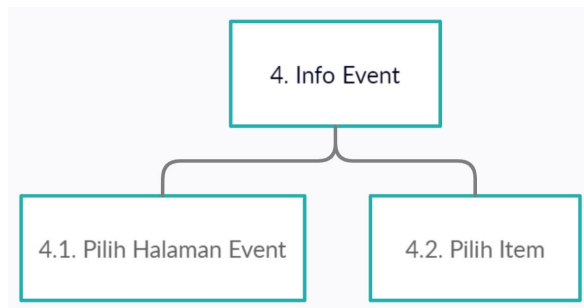 4. Info Event
4.1. Pilih Halaman Event
4.2. Pilih Item